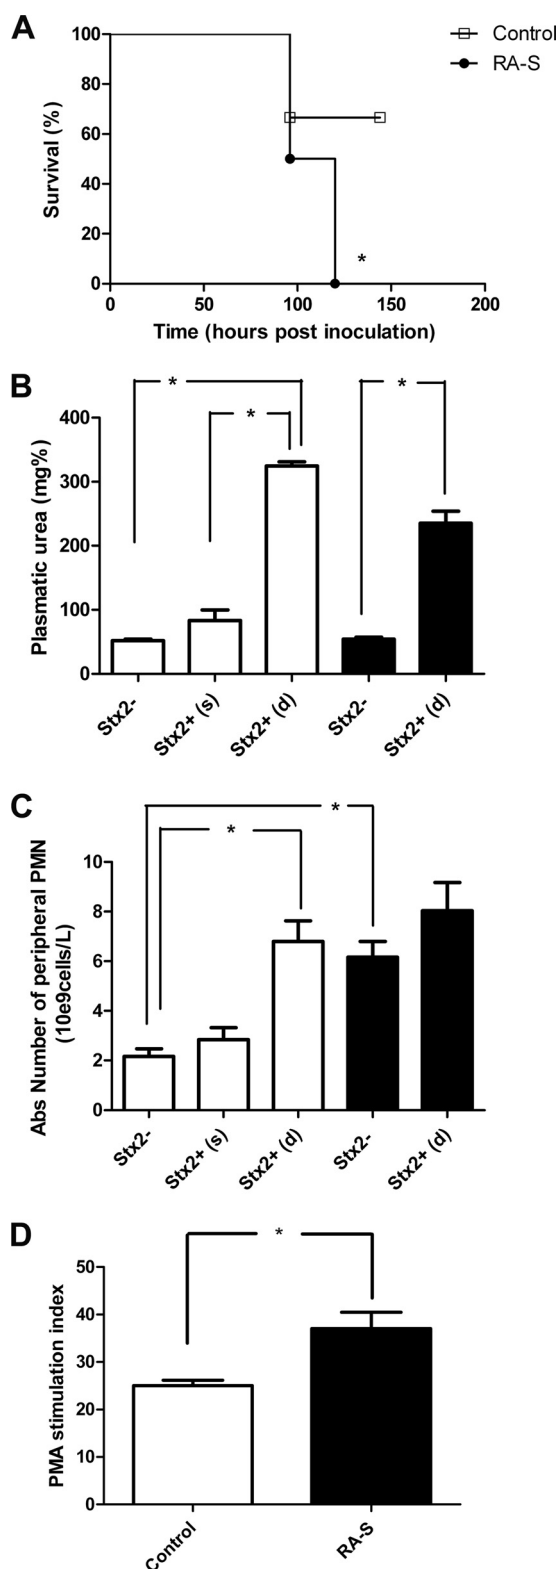 A
Control
RA-S
Survival (%)
100
80
60
40
20
0
*
0 50 100 150 200
Time (hours post inoculation)
B
* *
*
Plasmatic urea (mg%)
400
300
200
100
0
Stx2- Stx2+ (s) Stx2+ (d) Stx2- Stx2+ (d)
C
*
*
Abs Number of peripheral PMN
(10e9cells/L)
10
8
6
4
2
0
Stx2- Stx2+ (s) Stx2+ (d) Stx2- Stx2+ (d)
D
*
PMA stimulation index
50
40
30
20
10
0
Control RA-S